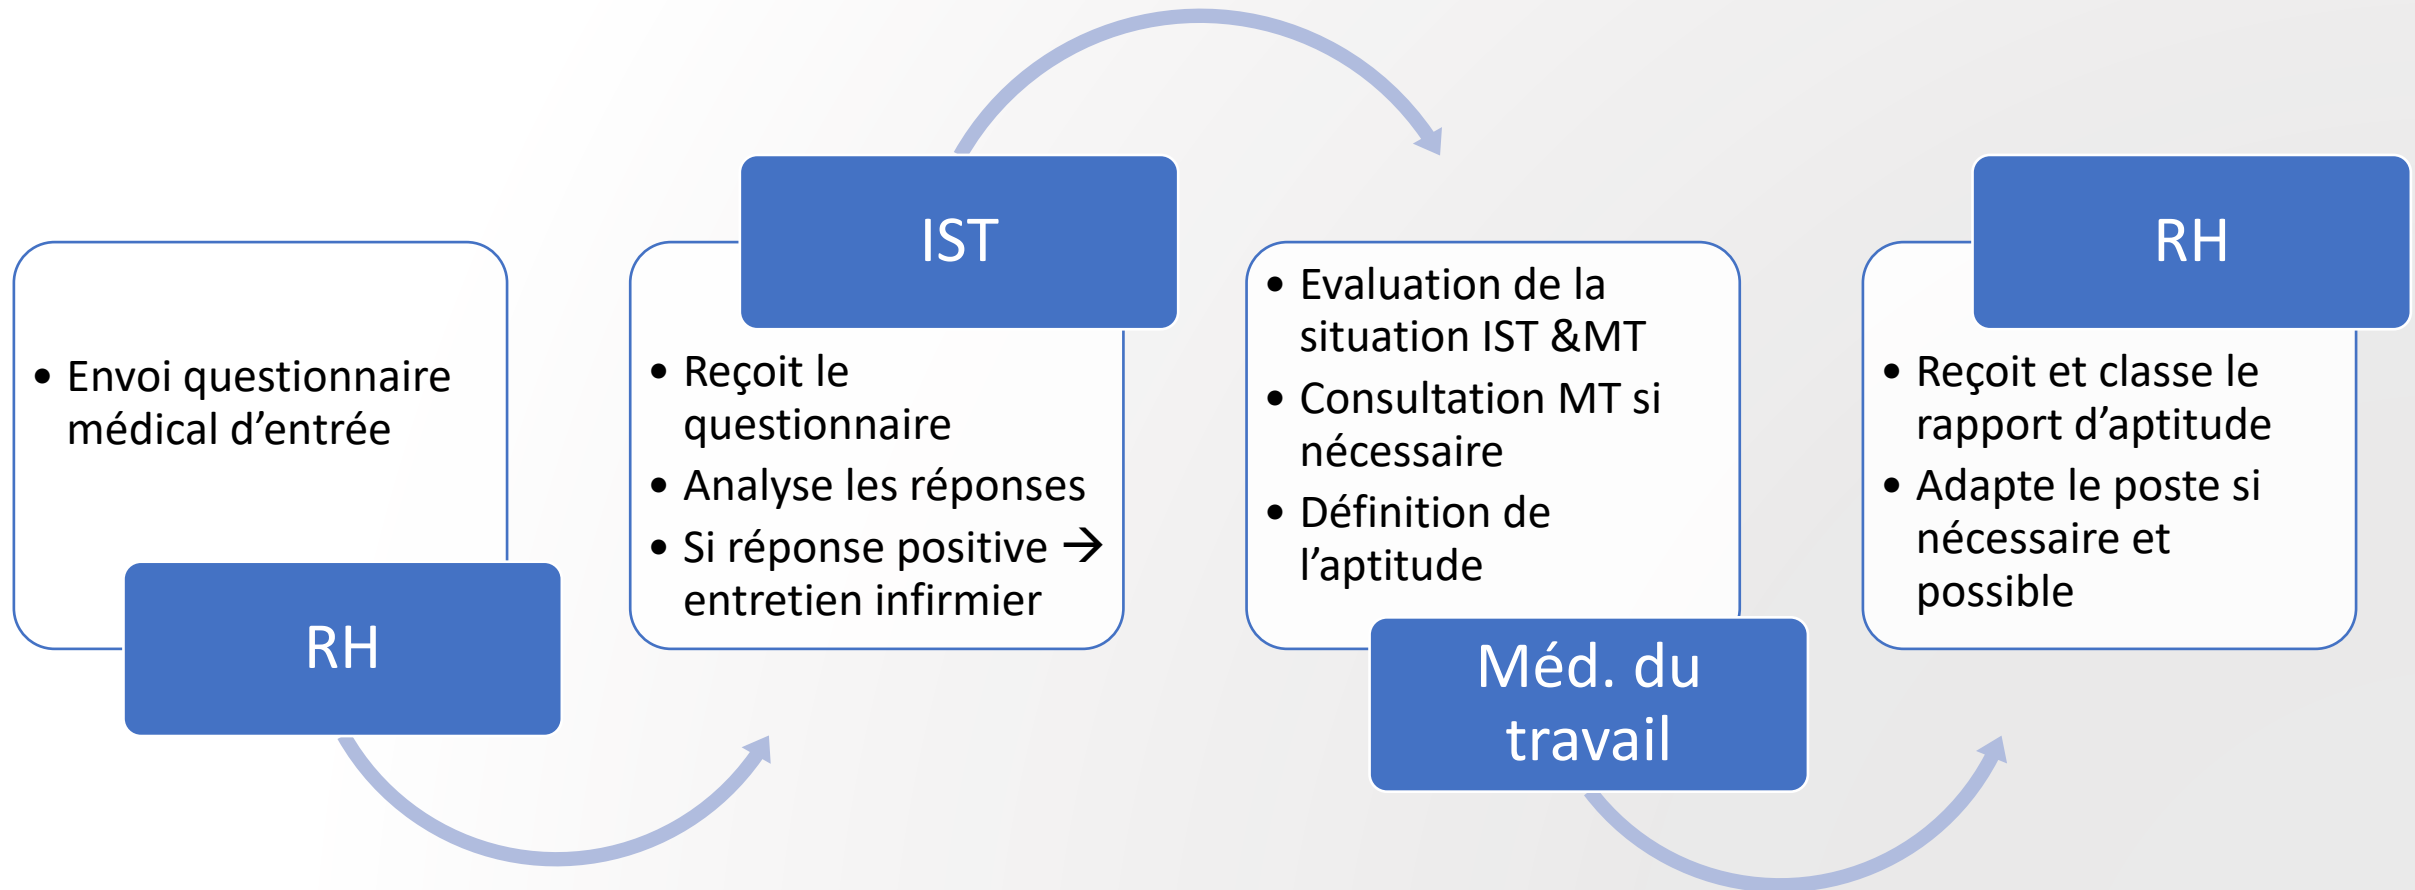 • Envoi questionnaire
médical d’entrée
RH
IST
• Reçoit le
questionnaire
• Analyse les réponses
• Si réponse positive →
entretien infirmier
• Evaluation de la
situation IST &MT
• Consultation MT si
nécessaire
• Définition de
l’aptitude
Méd. du
travail
RH
• Reçoit et classe le
rapport d’aptitude
• Adapte le poste si
nécessaire et
possible